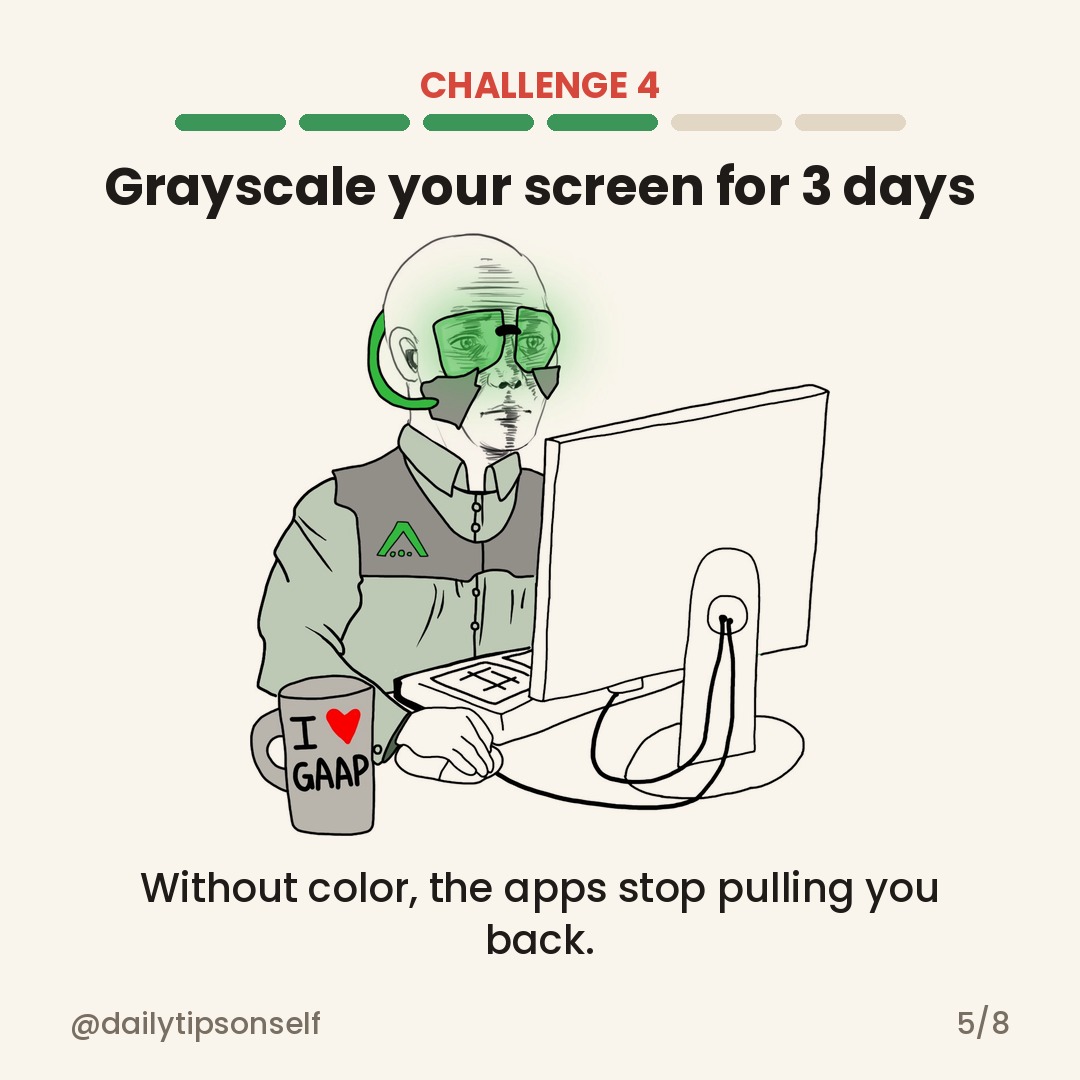 CHALLENGE 4
Grayscale your screen for 3 days
I ❤
GAAP
Without color, the apps stop pulling you
back.
@dailytipsonself
5/8